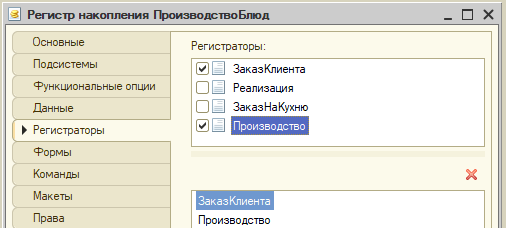 Регистр накопления ПроизводствоБлюд
Основные
Подсистемы
Функциональные опции
Данные
Регистраторы
Формы
Команды
Макеты
Права
Регистраторы:
ЗаказКлиента
Реализация
ЗаказНаКухню
Производство
ЗаказКлиента
Производство